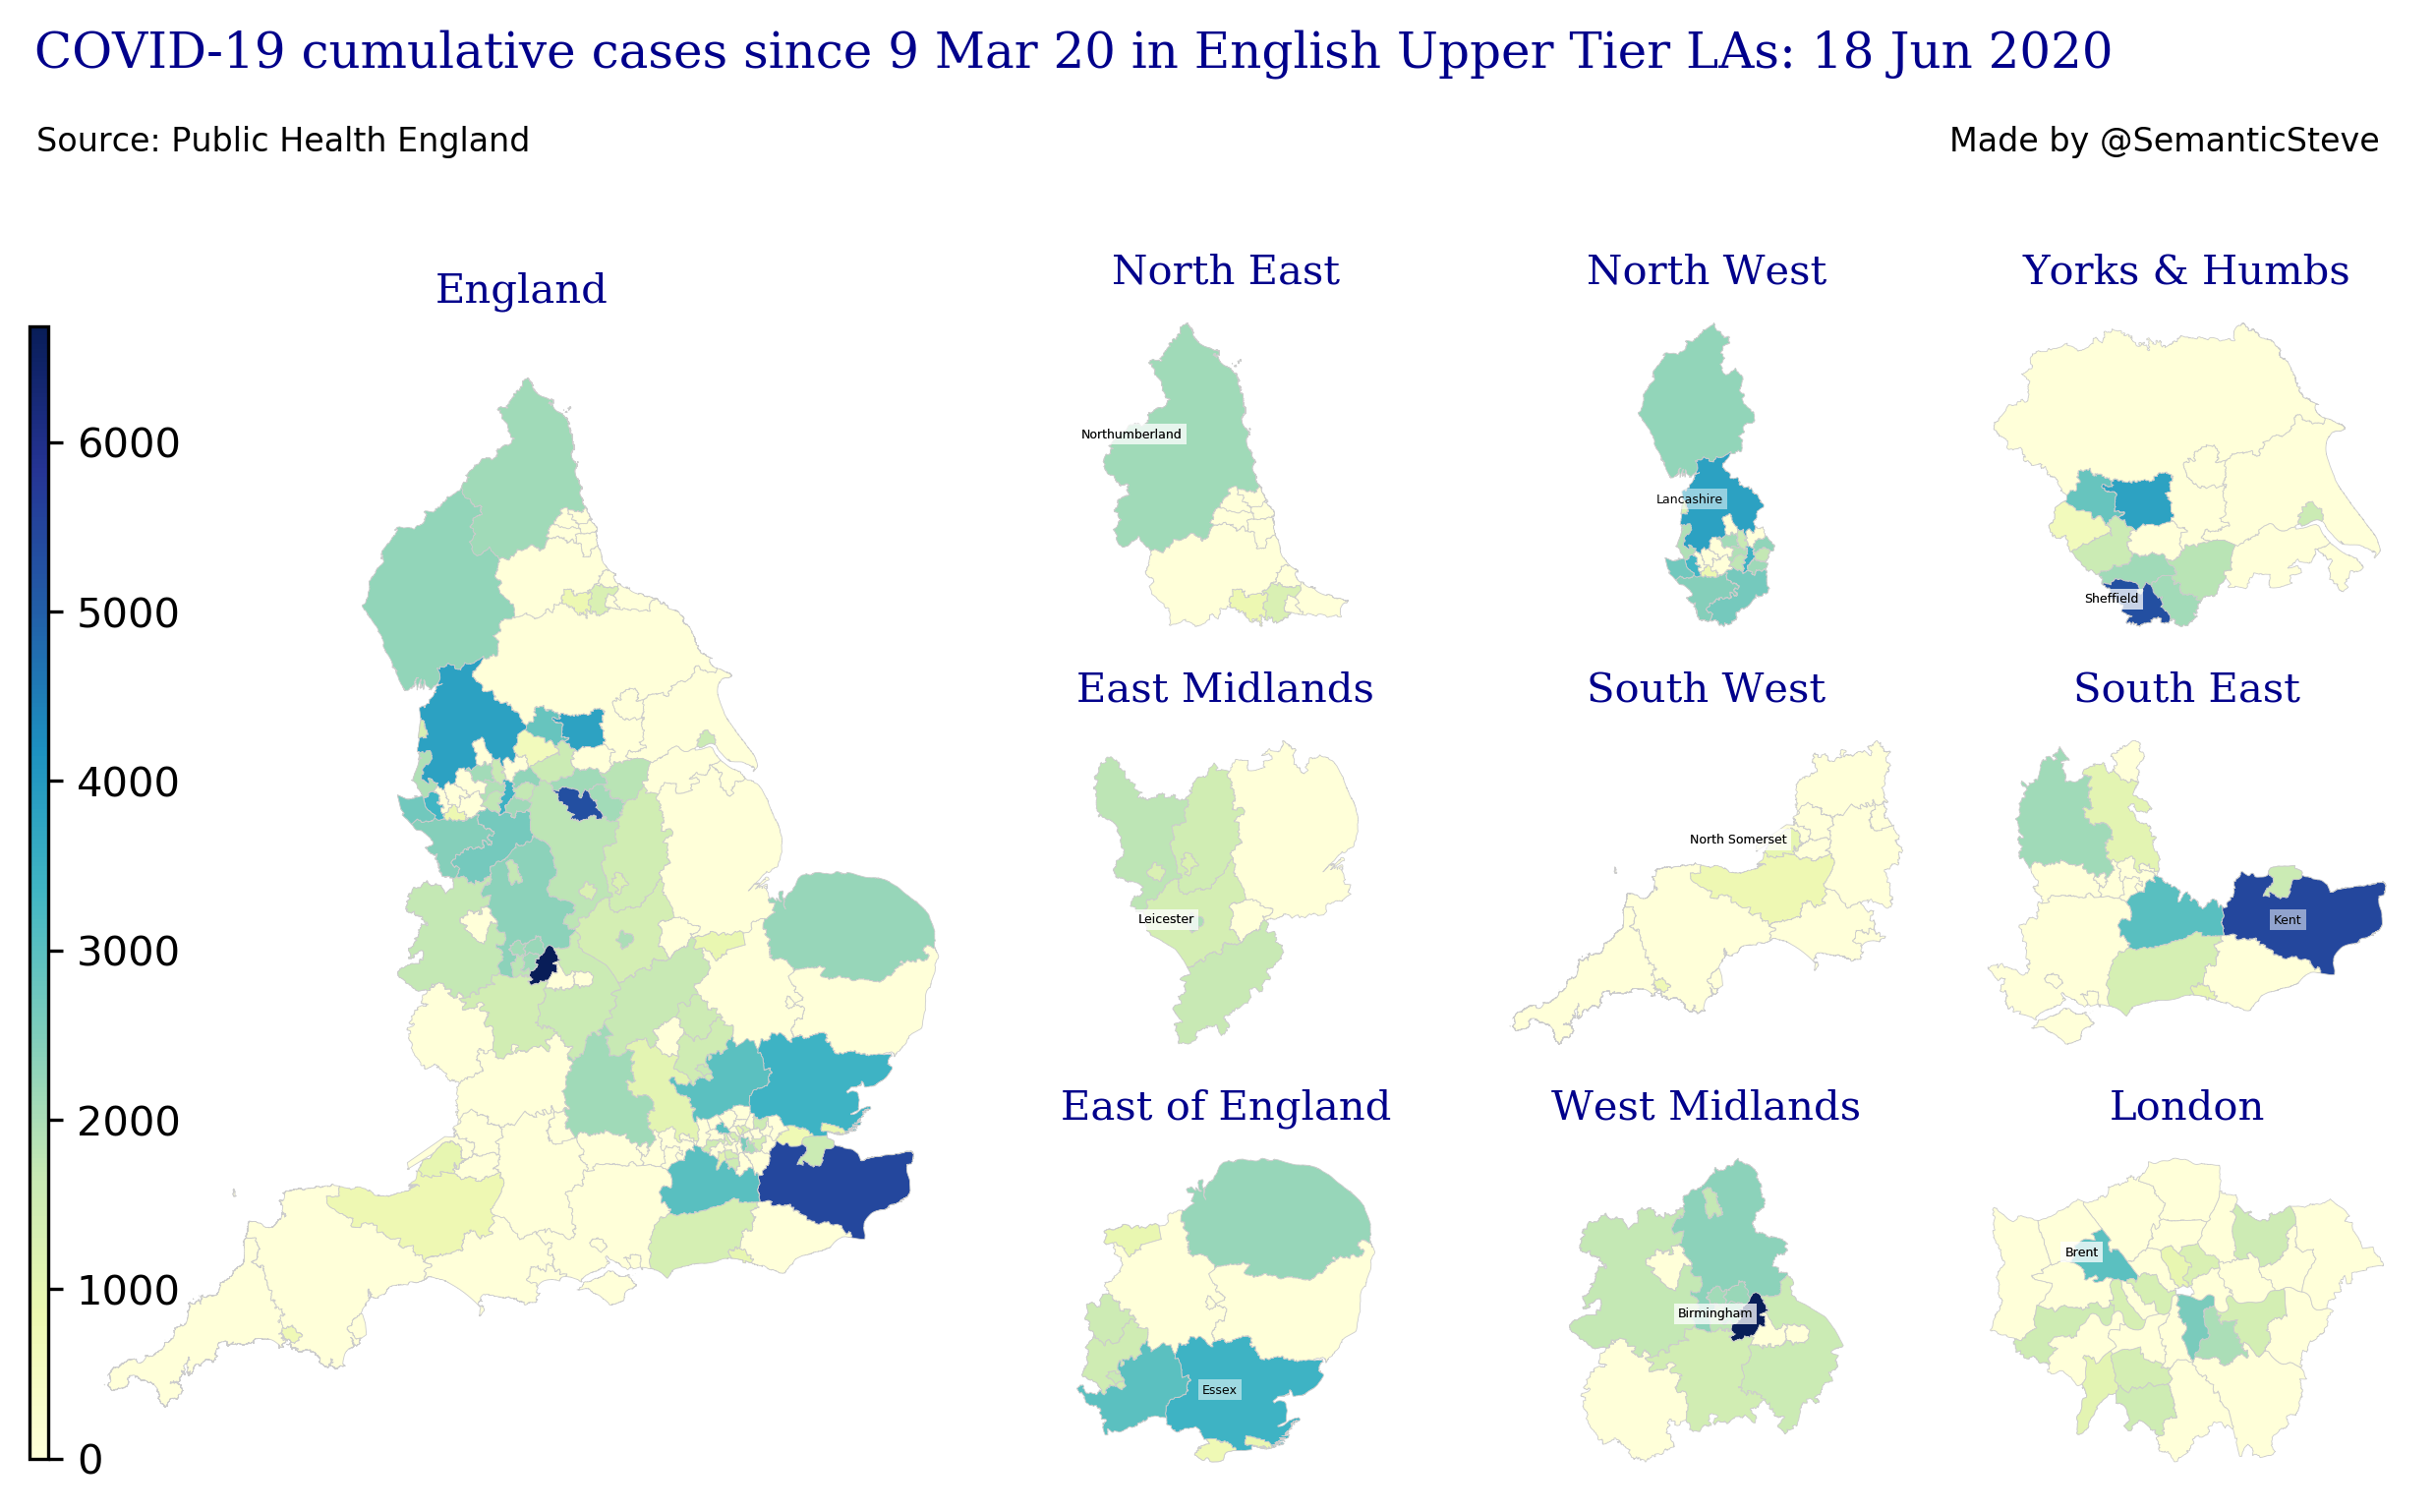 COVID-19 cumulative cases since 9 Mar 20 in English Upper Tier LAs: 18 Jun 2020
Source: Public Health England
Made by @SemanticSteve
England
6000
5000
4000
3000
2000
1000
0
North East
Northumberland
North West
Lancashire
Yorks & Humbs
Sheffield
East Midlands
Leicester
South West
North Somerset
South East
Kent
East of England
Essex
West Midlands
Birmingham
London
Brent